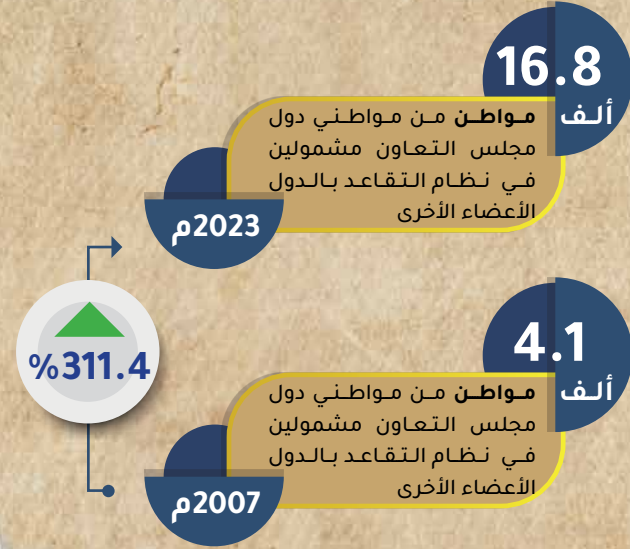 16.8
ألف
مواطن من مواطني دول
مجلس التعاون مشمولين
في نظام التقاعد بالدول
الأعضاء الأخرى
2023م
%311.4
4.1
ألف
مواطن من مواطني دول
مجلس التعاون مشمولين
في نظام التقاعد بالدول
الأعضاء الأخرى
2007م